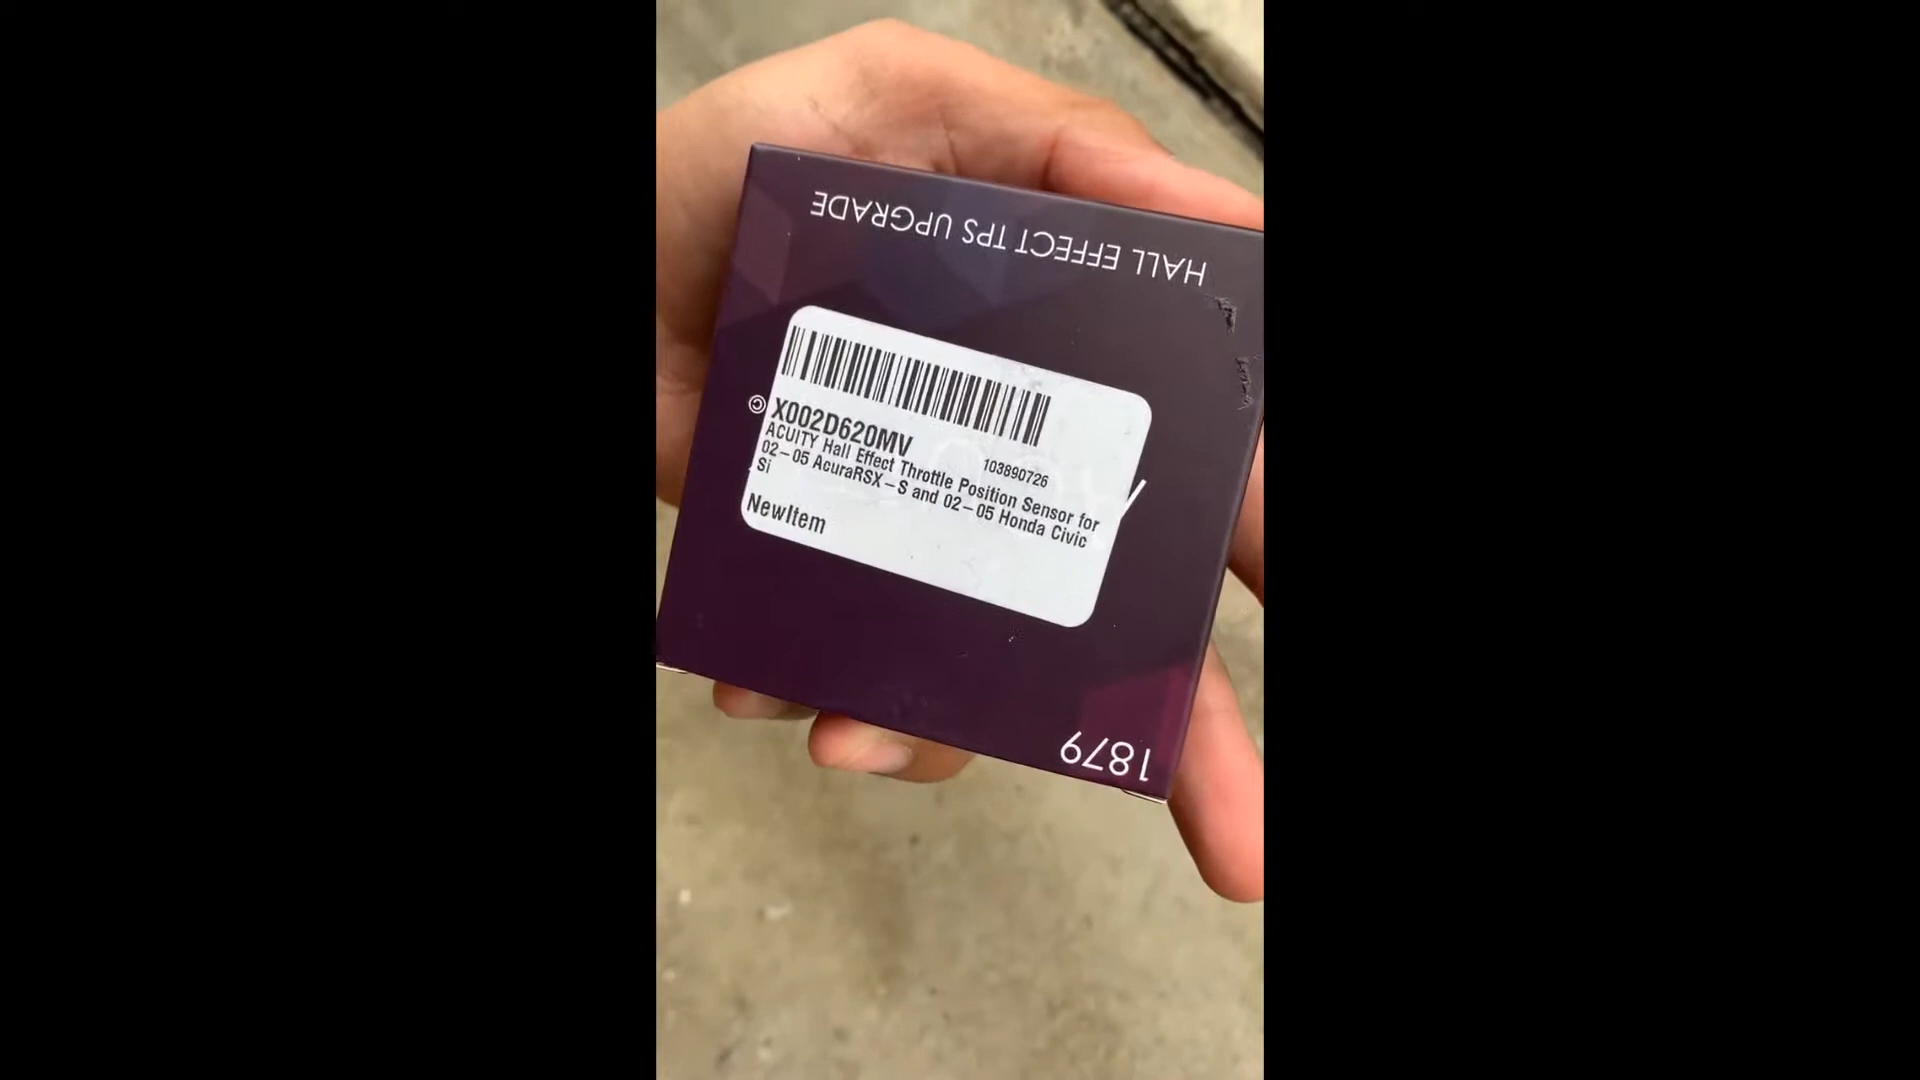 HALL EFFECT TPS UPGRADE
©
X002D620MV
103890726
ACUITY Hall Effect Throttle Position Sensor for
02-05 AcuraRSX-S and 02-05 Honda Civic
Si
NewItem
1879